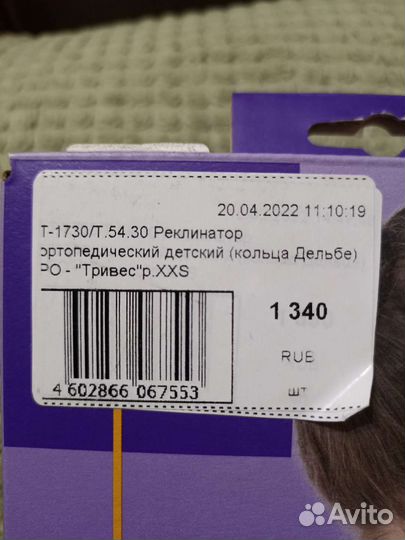 20.04.2022 11:10:19
Т-1730/Т.54.30 Реклинатор
ортопедический детский (кольца Дельбе)
РО - "Тривес"р.XXS
1 340
RUB
шт
4 602866 067553
Avito